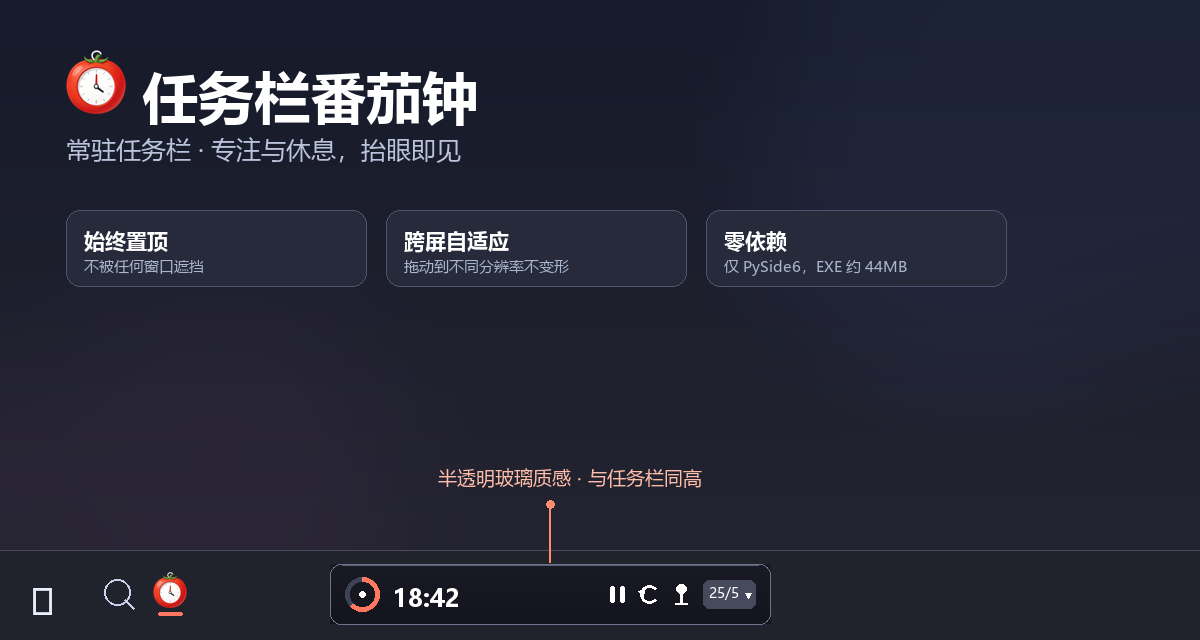 任务栏番茄钟
常驻任务栏 · 专注与休息，抬眼即见
始终置顶
不被任何窗口遮挡
跨屏自适应
拖动到不同分辨率不变形
零依赖
仅 PySide6，EXE 约 44MB
半透明玻璃质感 · 与任务栏同高
18:42
25/5